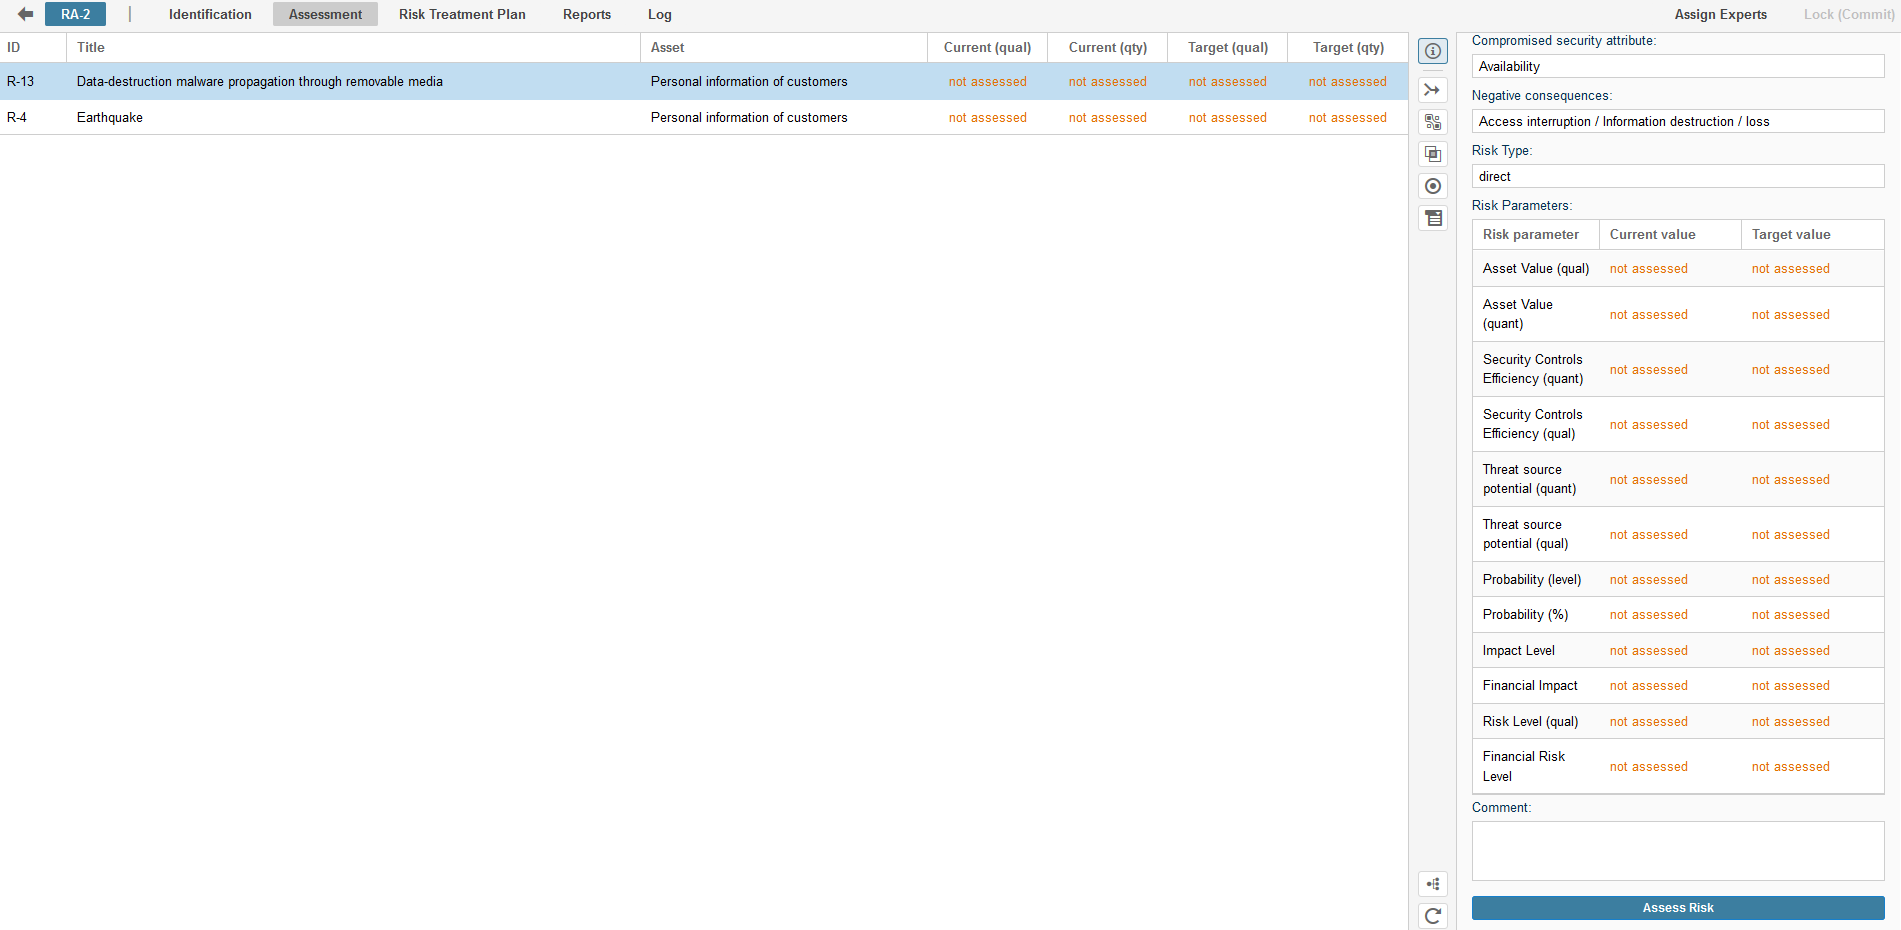 RA-2 | Identification Assessment Risk Treatment Plan Reports Log Assign Experts Lock (Commit)
ID Title Asset Current (qual) Current (qty) Target (qual) Target (qty)
R-13 Data-destruction malware propagation through removable media Personal information of customers not assessed not assessed not assessed not assessed
R-4 Earthquake Personal information of customers not assessed not assessed not assessed not assessed
Compromised security attribute:
Availability
Negative consequences:
Access interruption / Information destruction / loss
Risk Type:
direct
Risk Parameters:
Risk parameter Current value Target value
Asset Value (qual) not assessed not assessed
Asset Value
(quant) not assessed not assessed
Security Controls
Efficiency (quant) not assessed not assessed
Security Controls
Efficiency (qual) not assessed not assessed
Threat source
potential (quant) not assessed not assessed
Threat source
potential (qual) not assessed not assessed
Probability (level) not assessed not assessed
Probability (%) not assessed not assessed
Impact Level not assessed not assessed
Financial Impact not assessed not assessed
Risk Level (qual) not assessed not assessed
Financial Risk
Level not assessed not assessed
Comment:
Assess Risk